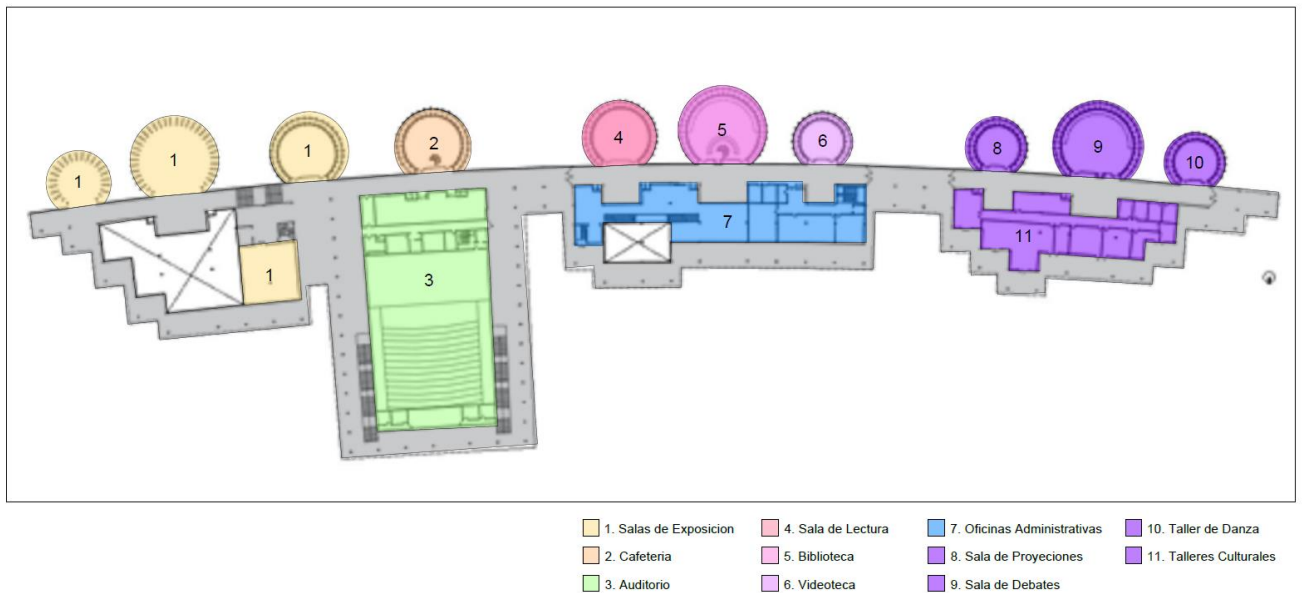 1
1
1
2
4
5
6
8
9
10
1
3
7
11
1. Salas de Exposicion
2. Cafeteria
3. Auditorio
4. Sala de Lectura
5. Biblioteca
6. Videoteca
7. Oficinas Administrativas
8. Sala de Proyeciones
9. Sala de Debates
10. Taller de Danza
11. Talleres Culturales